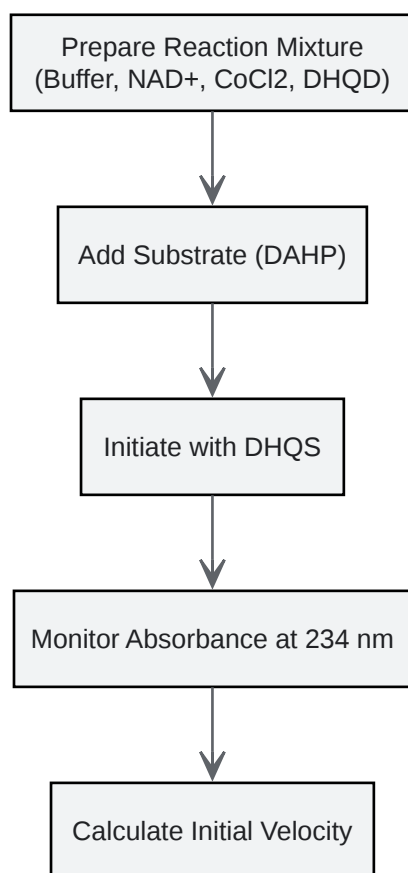 Prepare Reaction Mixture
(Buffer, NAD+, CoCl2, DHQD)
Add Substrate (DAHP)
Initiate with DHQS
Monitor Absorbance at 234 nm
Calculate Initial Velocity